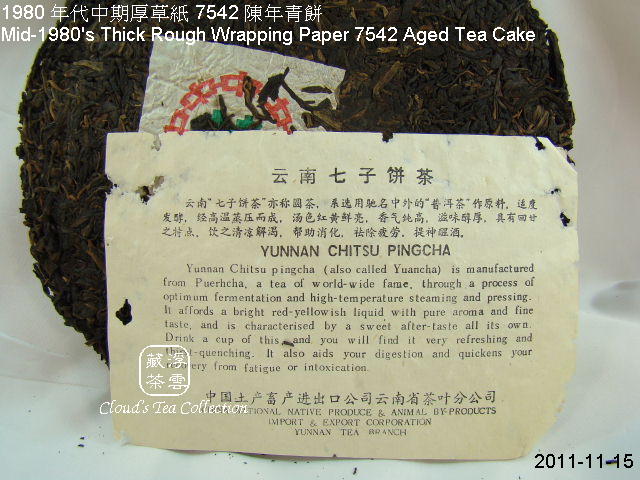 1980 年代中期厚草紙 7542 陳年青餅
Mid-1980's Thick Rough Wrapping Paper 7542 Aged Tea Cake
中中中
云南七子饼茶
云南“七子饼茶”亦称圆茶，系选用驰名中外的“普洱茶”作原料，适度
发酵，经高温蒸压而成，汤色红黄鲜亮，香气纯高，滋味醇厚，具有回甘
之特点，饮之清凉解渴，帮助消化，祛除疲劳，提神醒酒。
YUNNAN CHITSU PINGCHA
Yunnan Chitsu pingcha (also called Yuancha) is manufactured
from Puerhcha, a tea of world-wide fame, through a process of
optimum fermentation and high-temperature steaming and pressing.
It affords a bright red-yellowish liquid with pure aroma and fine
taste, and is characterised by a sweet after-taste all its own.
Drink a cup of this and you will find it very refreshing and
thirst-quenching. It also aids your digestion and quickens your
recovery from fatigue or intoxication.
浮雲藏茶
Cloud's Tea Collection
中国土产畜产进出口公司云南省茶叶分公司
NATIONAL NATIVE PRODUCE & ANIMAL BY-PRODUCTS
IMPORT & EXPORT CORPORATION
YUNNAN TEA BRANCH
2011-11-15